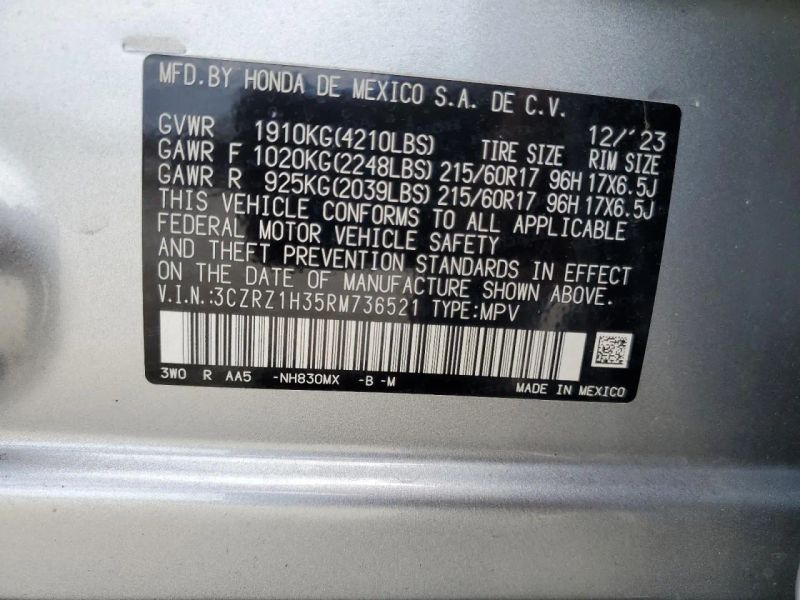 MFD.BY HONDA DE MEXICO S.A. DE C.V.
12/'23
GVWR 1910KG(4210LBS) TIRE SIZE RIM SIZE
GAWR F 1020KG(2248LBS) 215/60R17 96H 17X6.5J
GAWR R 925KG(2039LBS) 215/60R17 96H 17X6.5J
THIS VEHICLE CONFORMS TO ALL APPLICABLE
FEDERAL MOTOR VEHICLE SAFETY
AND THEFT PREVENTION STANDARDS IN EFFECT
ON THE DATE OF MANUFACTURE SHOWN ABOVE.
V.I.N.:3CZRZ1H35RM736521 TYPE:MPV
3W0 R AA5 -NH830MX -B -M MADE IN MEXICO